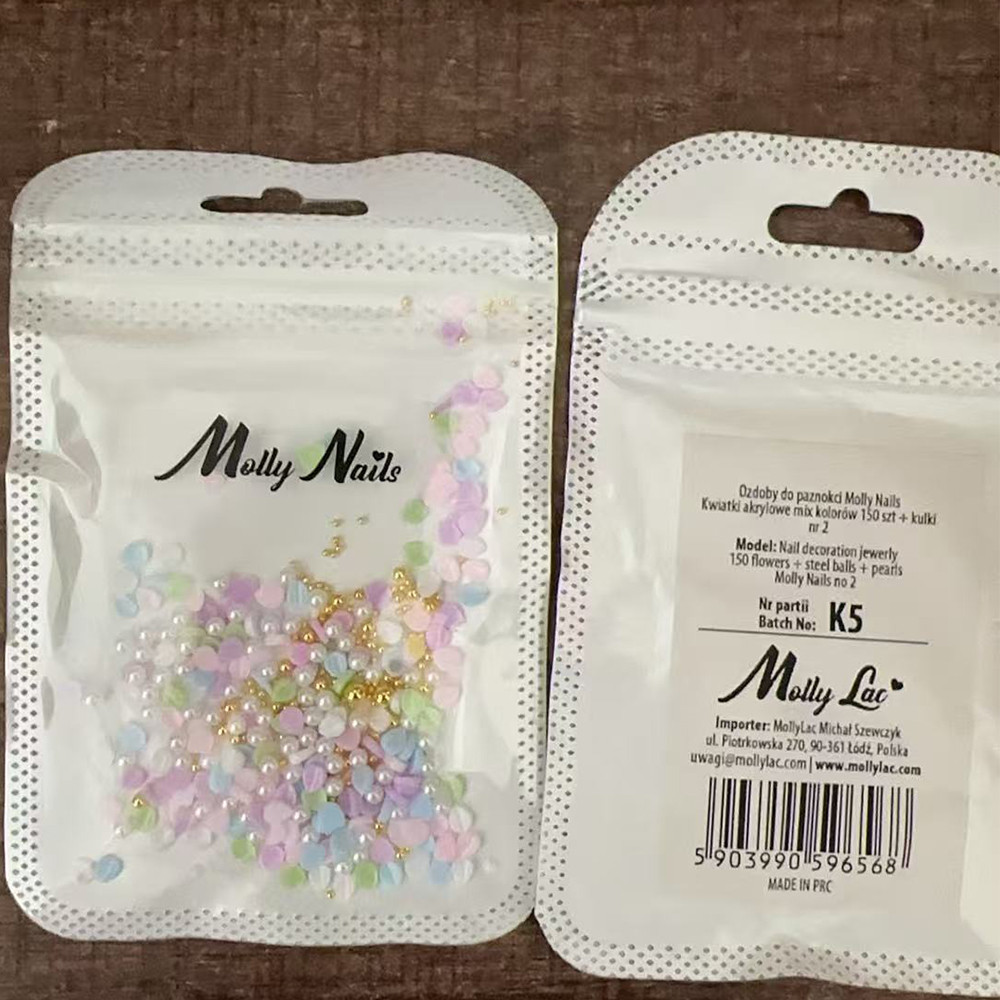 Molly Nails
Ozdoby do paznokci Molly Nails
Kwiatki akrylowe mix kolorów 150 szt + kulki
nr 2
Model: Nail decoration jewerly
150 flowers + steel balls + pearls
Molly Nails no 2
Nr partii
Batch No: K5
Molly Lac
Importer: MollyLac Michał Szewczyk
ul. Piotrkowska 270, 90-361 Łódź, Polska
uwagi@mollylac.com | www.mollylac.com
5 903990 596568
MADE IN PRC